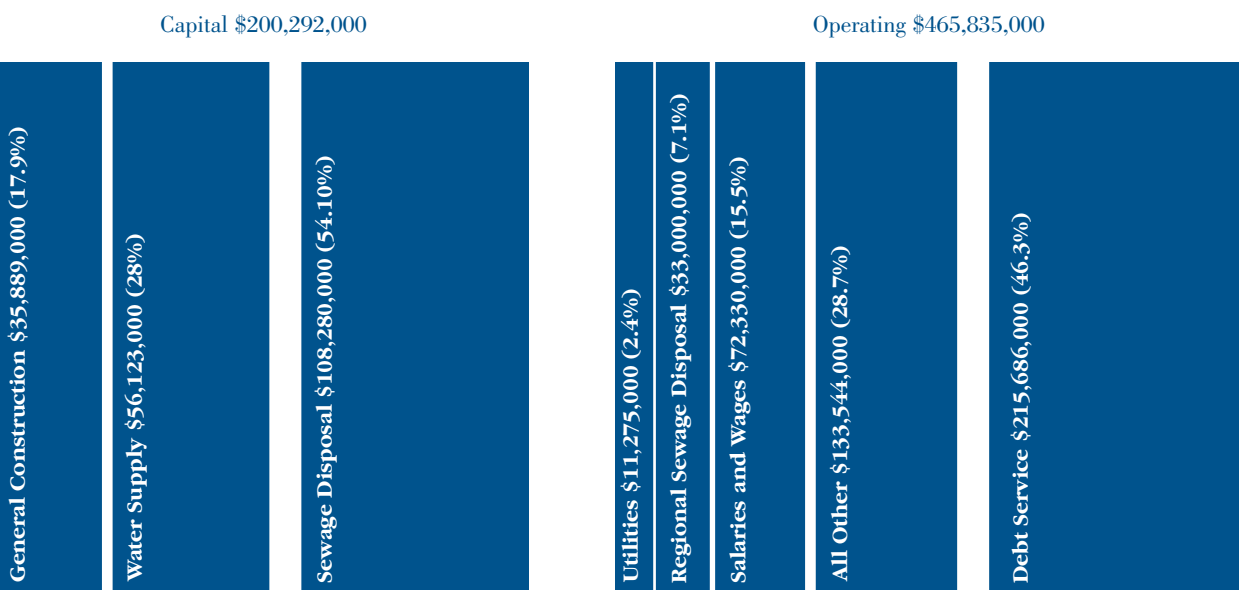 Capital $200,292,000
General Construction $35,889,000 (17.9%)
Water Supply $56,123,000 (28%)
Sewage Disposal $108,280,000 (54.10%)
Operating $465,835,000
Utilities $11,275,000 (2.4%)
Regional Sewage Disposal $33,000,000 (7.1%)
Salaries and Wages $72,330,000 (15.5%)
All Other $133,544,000 (28.7%)
Debt Service $215,686,000 (46.3%)